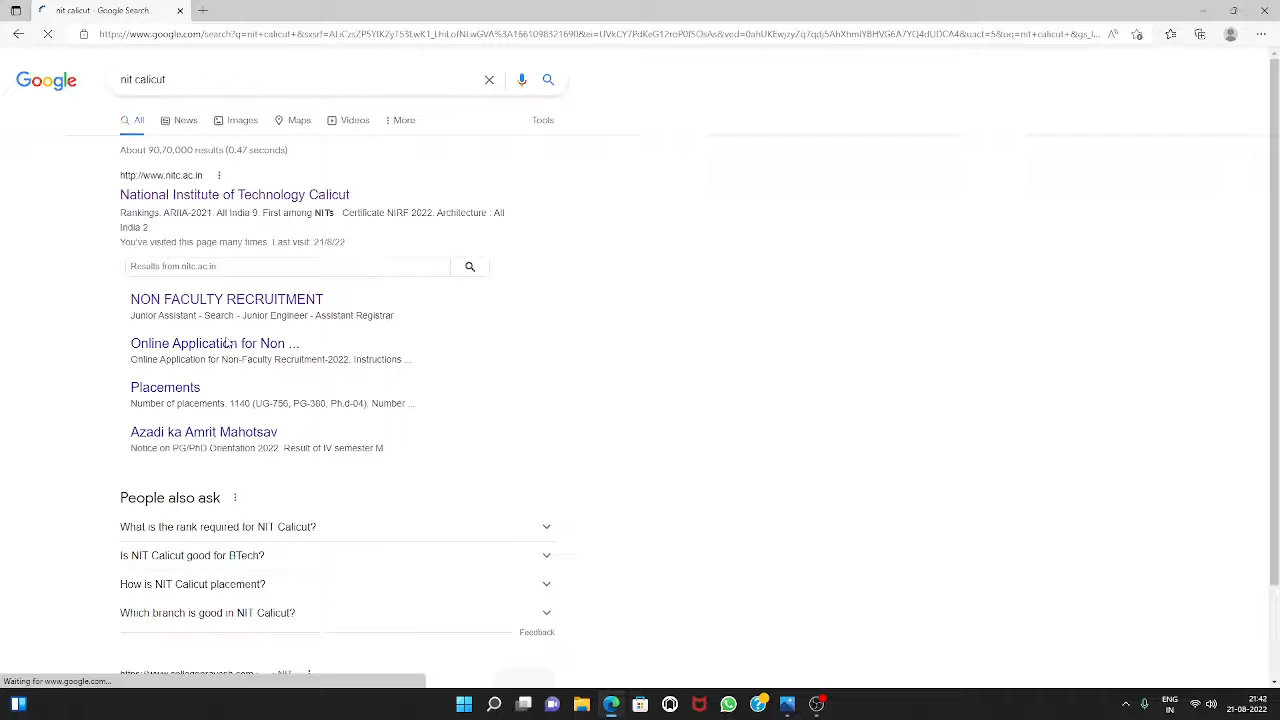 nit calicut - Google Search
Google
nit calicut
All
News
Images
Maps
Videos
More
Tools
About 90,70,000 results (0.47 seconds)
http://www.nitc.ac.in
National Institute of Technology Calicut
Rankings. ARIIA-2021. All India 9. First among NITs Certificate NIRF 2022. Architecture : All
India 2
You've visited this page many times. Last visit: 21/8/22
Results from nitc.ac.in
NON FACULTY RECRUITMENT
Junior Assistant - Search - Junior Engineer - Assistant Registrar
Online Application for Non ...
Online Application for Non-Faculty Recruitment-2022. Instructions ...
Placements
Number of placements. 1140 (UG-756, PG-380, Ph.d-04). Number ...
Azadi ka Amrit Mahotsav
Notice on PG/PhD Orientation 2022. Result of IV semester M
People also ask
What is the rank required for NIT Calicut?
Is NIT Calicut good for BTech?
How is NIT Calicut placement?
Which branch is good in NIT Calicut?
Feedback
Waiting for www.google.com...
ENG
IN
21:42
21-08-2022